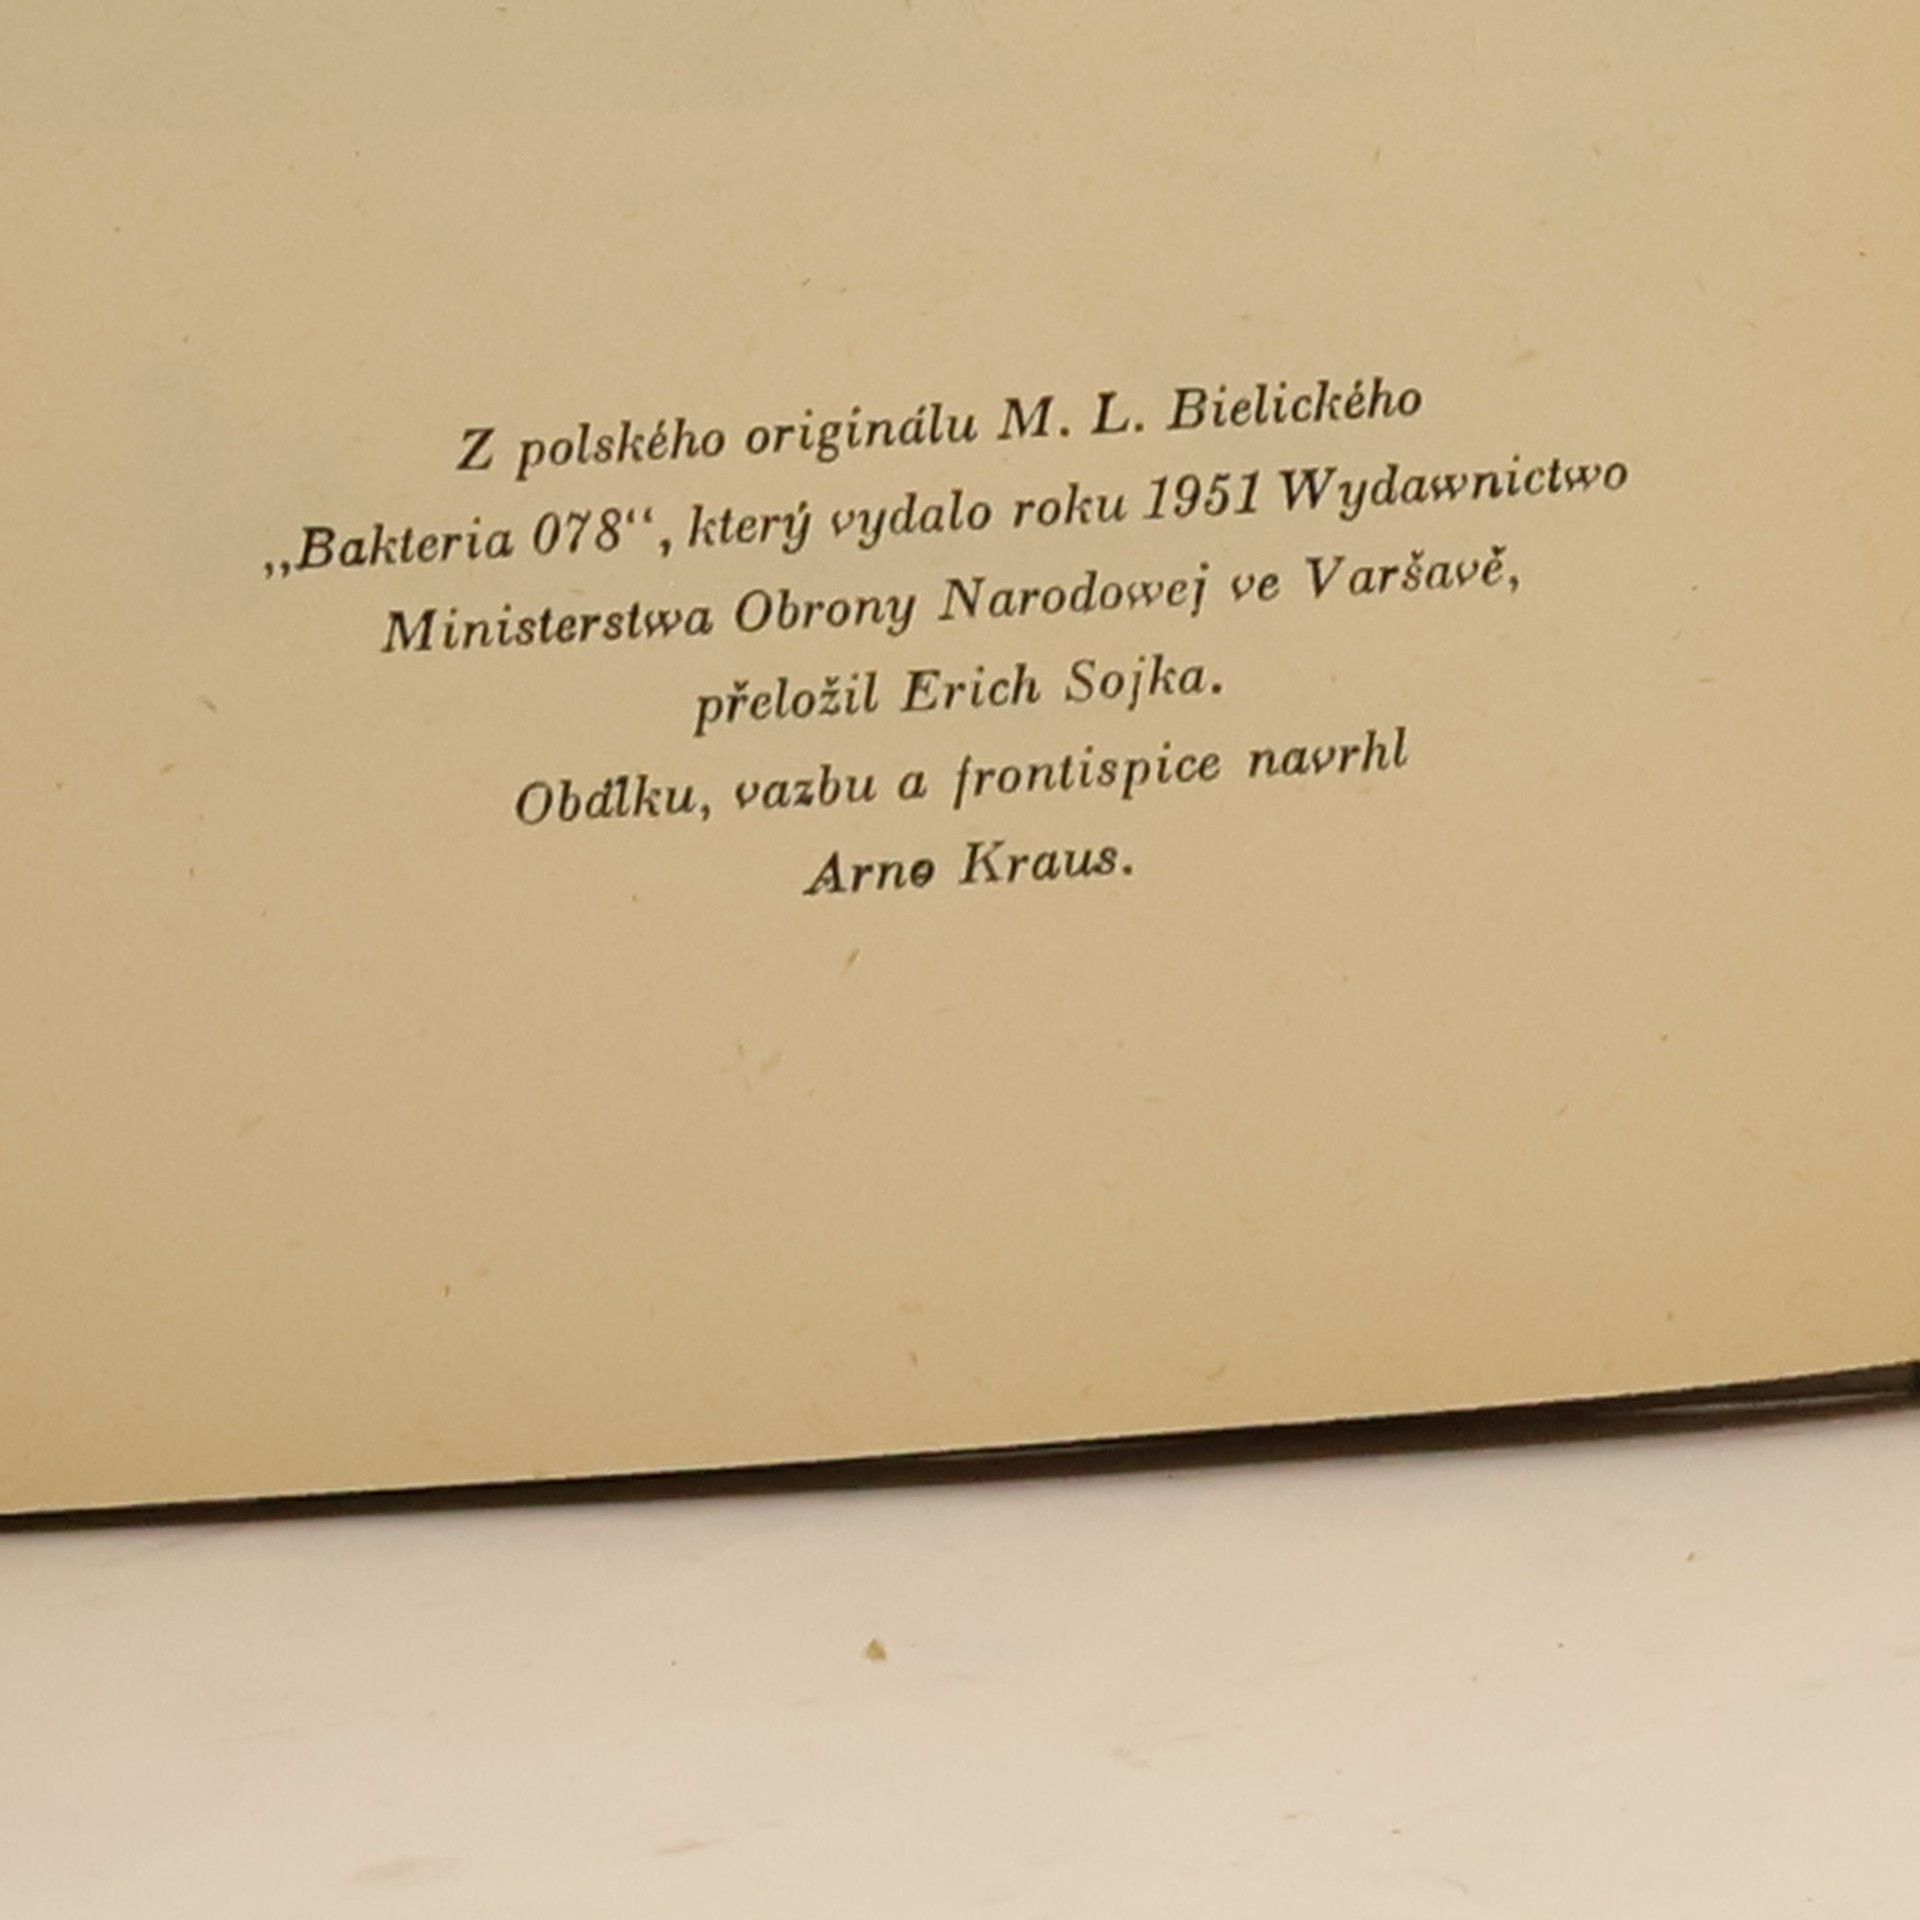 Z polského originálu M. L. Bielického
„Bakteria 078“, který vydalo roku 1951 Wydawnictwo
Ministerstwa Obrony Narodowej ve Varšavě,
přeložil Erich Sojka.
Obálku, vazbu a frontispice navrhl
Arno Kraus.